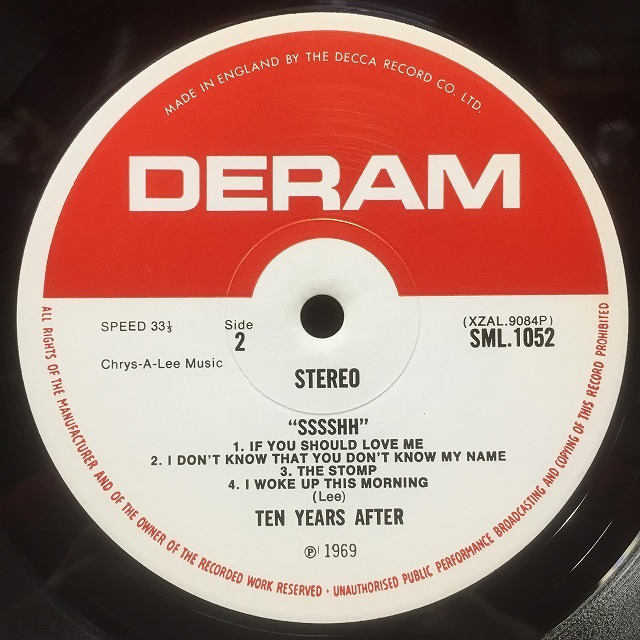 MADE IN ENGLAND BY THE DECCA RECORD CO. LTD.
DERAM
SPEED 33⅓
Side
2
(XZAL.9084P)
SML.1052
Chrys-A-Lee Music
STEREO
"SSSSHH"
1. IF YOU SHOULD LOVE ME
2. I DON'T KNOW THAT YOU DON'T KNOW MY NAME
3. THE STOMP
4. I WOKE UP THIS MORNING
(Lee)
TEN YEARS AFTER
℗ 1969
ALL RIGHTS OF THE MANUFACTURER AND OF THE OWNER OF THE RECORDED WORK RESERVED · UNAUTHORISED PUBLIC PERFORMANCE BROADCASTING AND COPYING OF THIS RECORD PROHIBITED